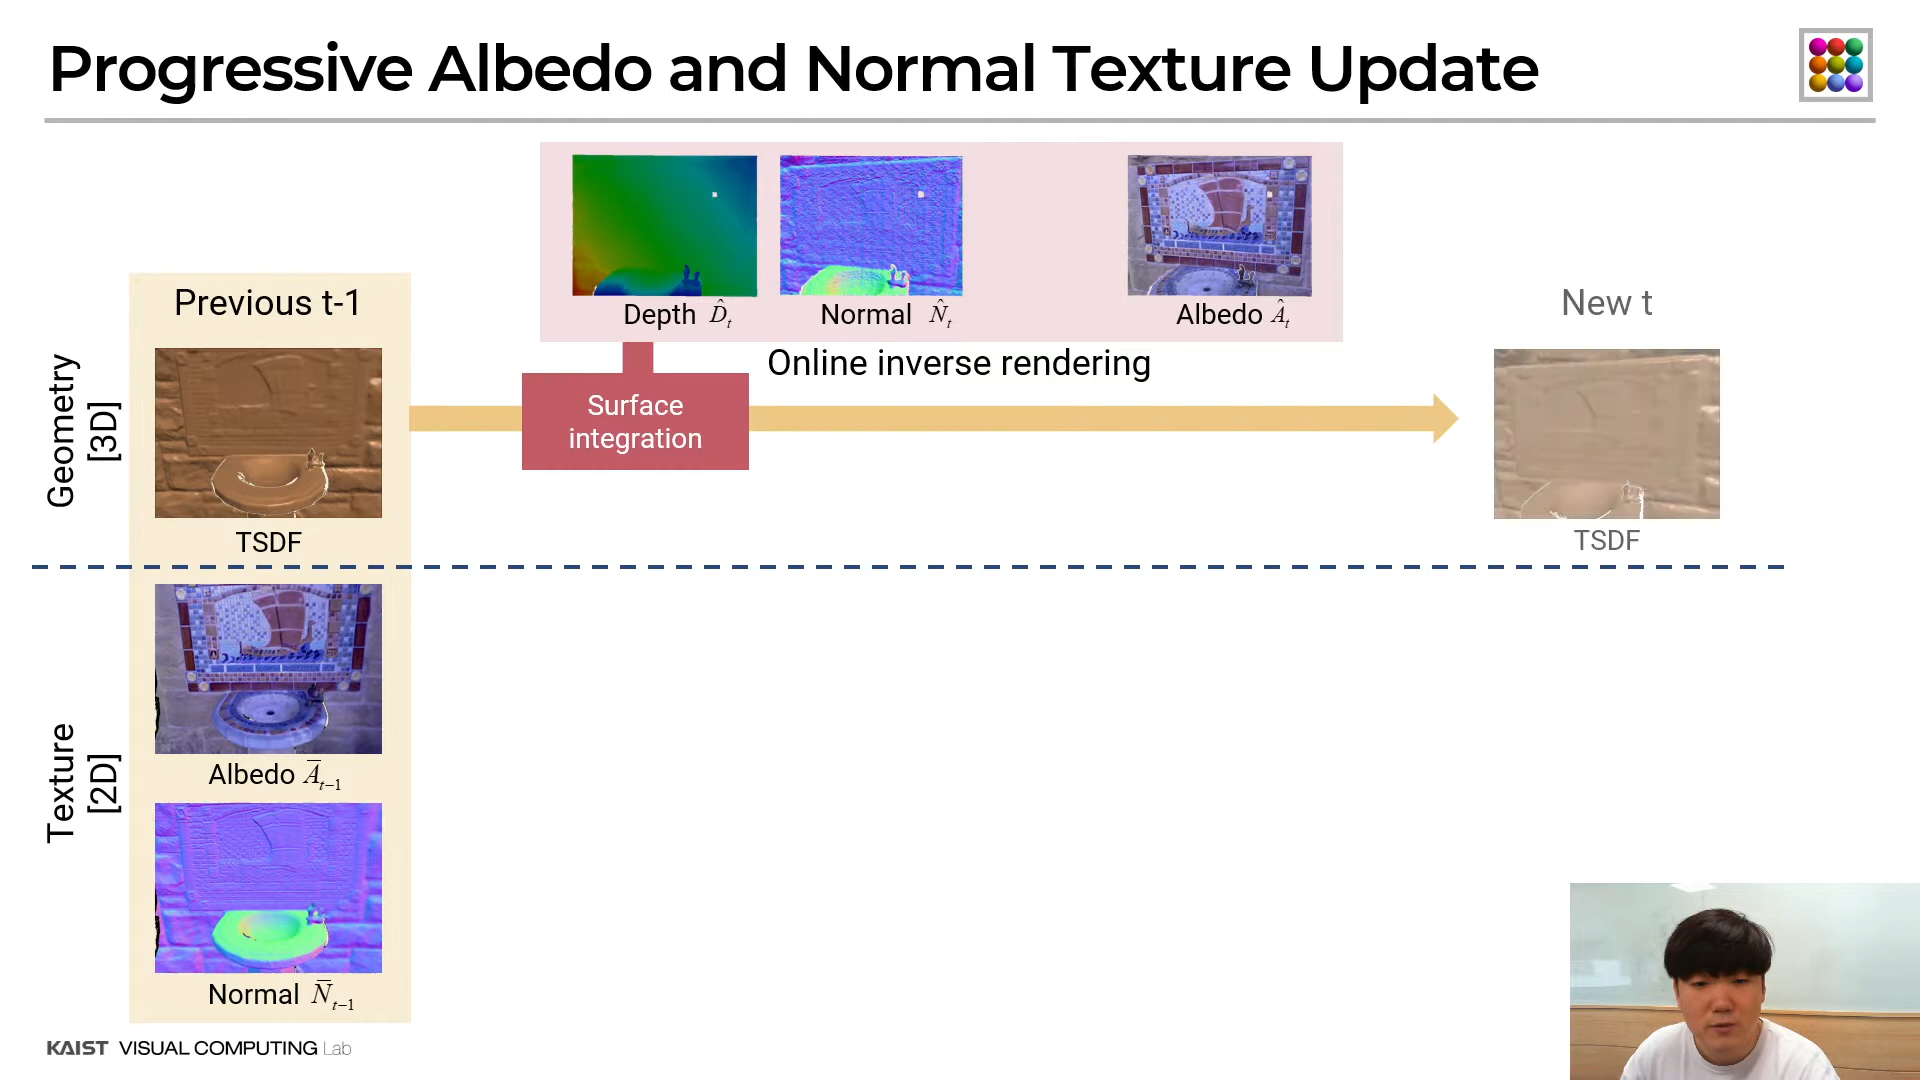 Progressive Albedo and Normal Texture Update
Depth D̂t
Normal N̂t
Albedo Ât
Online inverse rendering
Previous t-1
New t
Geometry
[3D]
Surface
integration
TSDF
TSDF
Texture
[2D]
Albedo Āt−1
Normal N̄t−1
KAIST VISUAL COMPUTING Lab